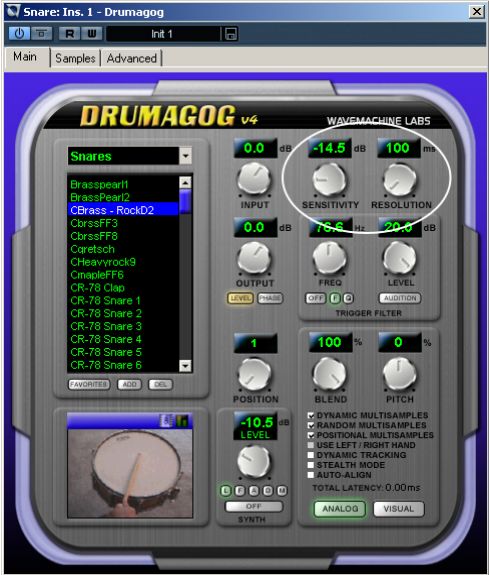 Snare: Ins. 1 - Drumagog
R W Init 1
Main Samples Advanced
DRUMAGOG V4 WAVEMACHINE LABS
Snares
Brasspearl1
BrassPearl2
CBrass - RockD2
CbrssFF3
CbrssFF8
Cgretsch
CHeavyrock9
CmapleFF6
CR-78 Clap
CR-78 Snare 1
CR-78 Snare 2
CR-78 Snare 3
CR-78 Snare 4
CR-78 Snare 5
CR-78 Snare 6
FAVORITES ADD DEL
0.0 dB -14.5 dB 100 ms
INPUT SENSITIVITY RESOLUTION
0.0 dB 76.6 Hz 20.0 dB
OUTPUT FREQ LEVEL
LEVEL PHASE OFF F Q AUDITION
TRIGGER FILTER
1 100 % 0 %
POSITION BLEND PITCH
-10.5 dB
LEVEL
L F A D M
OFF
SYNTH
DYNAMIC MULTISAMPLES
RANDOM MULTISAMPLES
POSITIONAL MULTISAMPLES
USE LEFT / RIGHT HAND
DYNAMIC TRACKING
STEALTH MODE
AUTO-ALIGN
TOTAL LATENCY: 0.00ms
ANALOG VISUAL